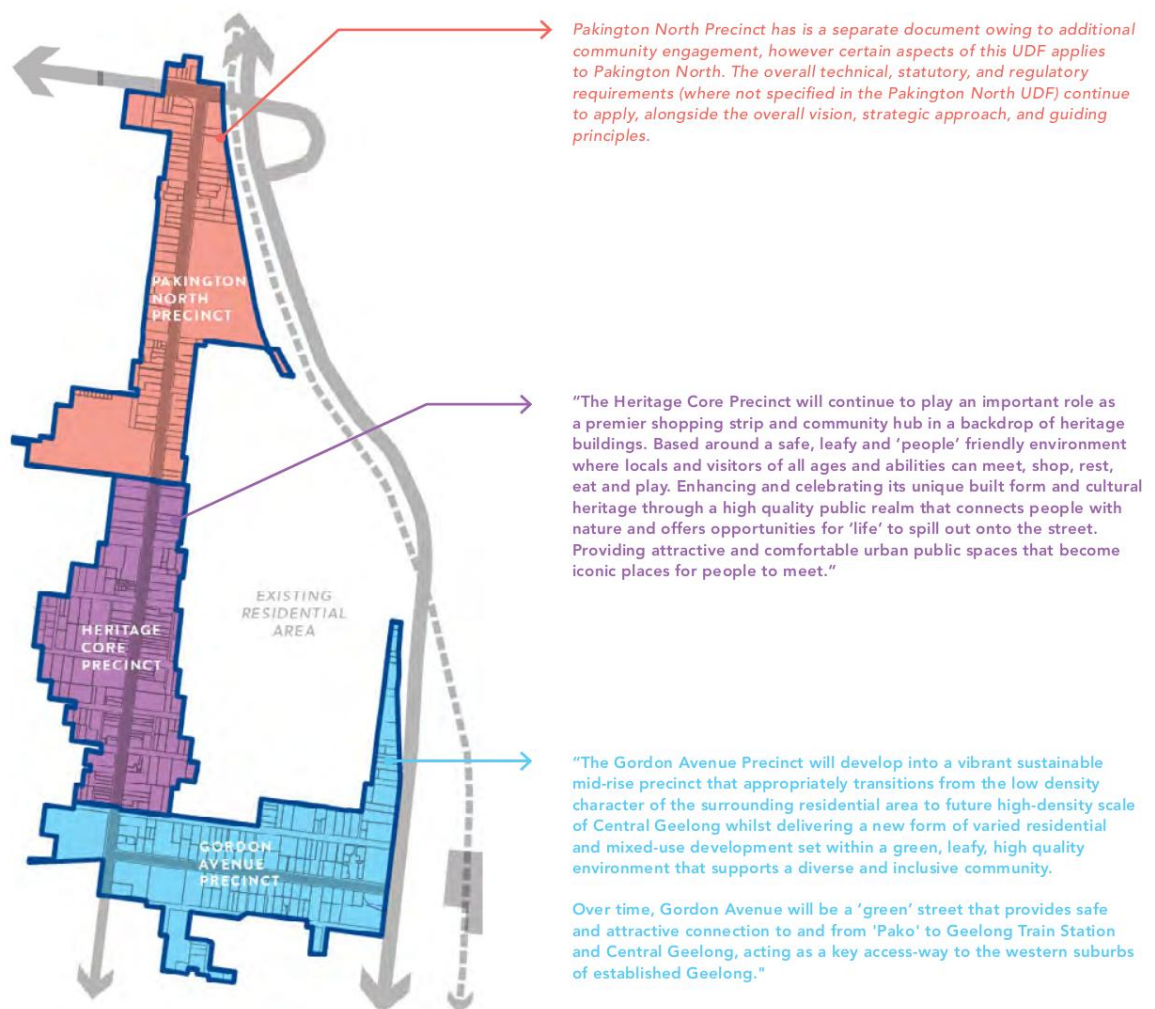 Pakington North Precinct has is a separate document owing to additional
community engagement, however certain aspects of this UDF applies
to Pakington North. The overall technical, statutory, and regulatory
requirements (where not specified in the Pakington North UDF) continue
to apply, alongside the overall vision, strategic approach, and guiding
principles.
PAKINGTON
NORTH
PRECINCT
"The Heritage Core Precinct will continue to play an important role as
a premier shopping strip and community hub in a backdrop of heritage
buildings. Based around a safe, leafy and 'people' friendly environment
where locals and visitors of all ages and abilities can meet, shop, rest,
eat and play. Enhancing and celebrating its unique built form and cultural
heritage through a high quality public realm that connects people with
nature and offers opportunities for 'life' to spill out onto the street.
Providing attractive and comfortable urban public spaces that become
iconic places for people to meet."
EXISTING
RESIDENTIAL
AREA
HERITAGE
CORE
PRECINCT
"The Gordon Avenue Precinct will develop into a vibrant sustainable
mid-rise precinct that appropriately transitions from the low density
character of the surrounding residential area to future high-density scale
of Central Geelong whilst delivering a new form of varied residential
and mixed-use development set within a green, leafy, high quality
environment that supports a diverse and inclusive community.
Over time, Gordon Avenue will be a 'green' street that provides safe
and attractive connection to and from 'Pako' to Geelong Train Station
and Central Geelong, acting as a key access-way to the western suburbs
of established Geelong."
GORDON
AVENUE
PRECINCT